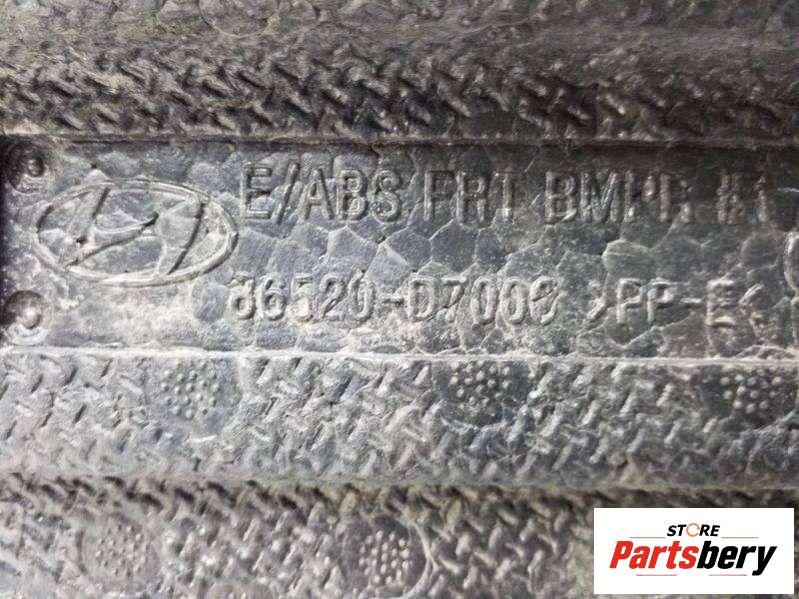 E/ABS FRT BMPR #1
86520-D7000 >PP-E<
STORE
Partsbery